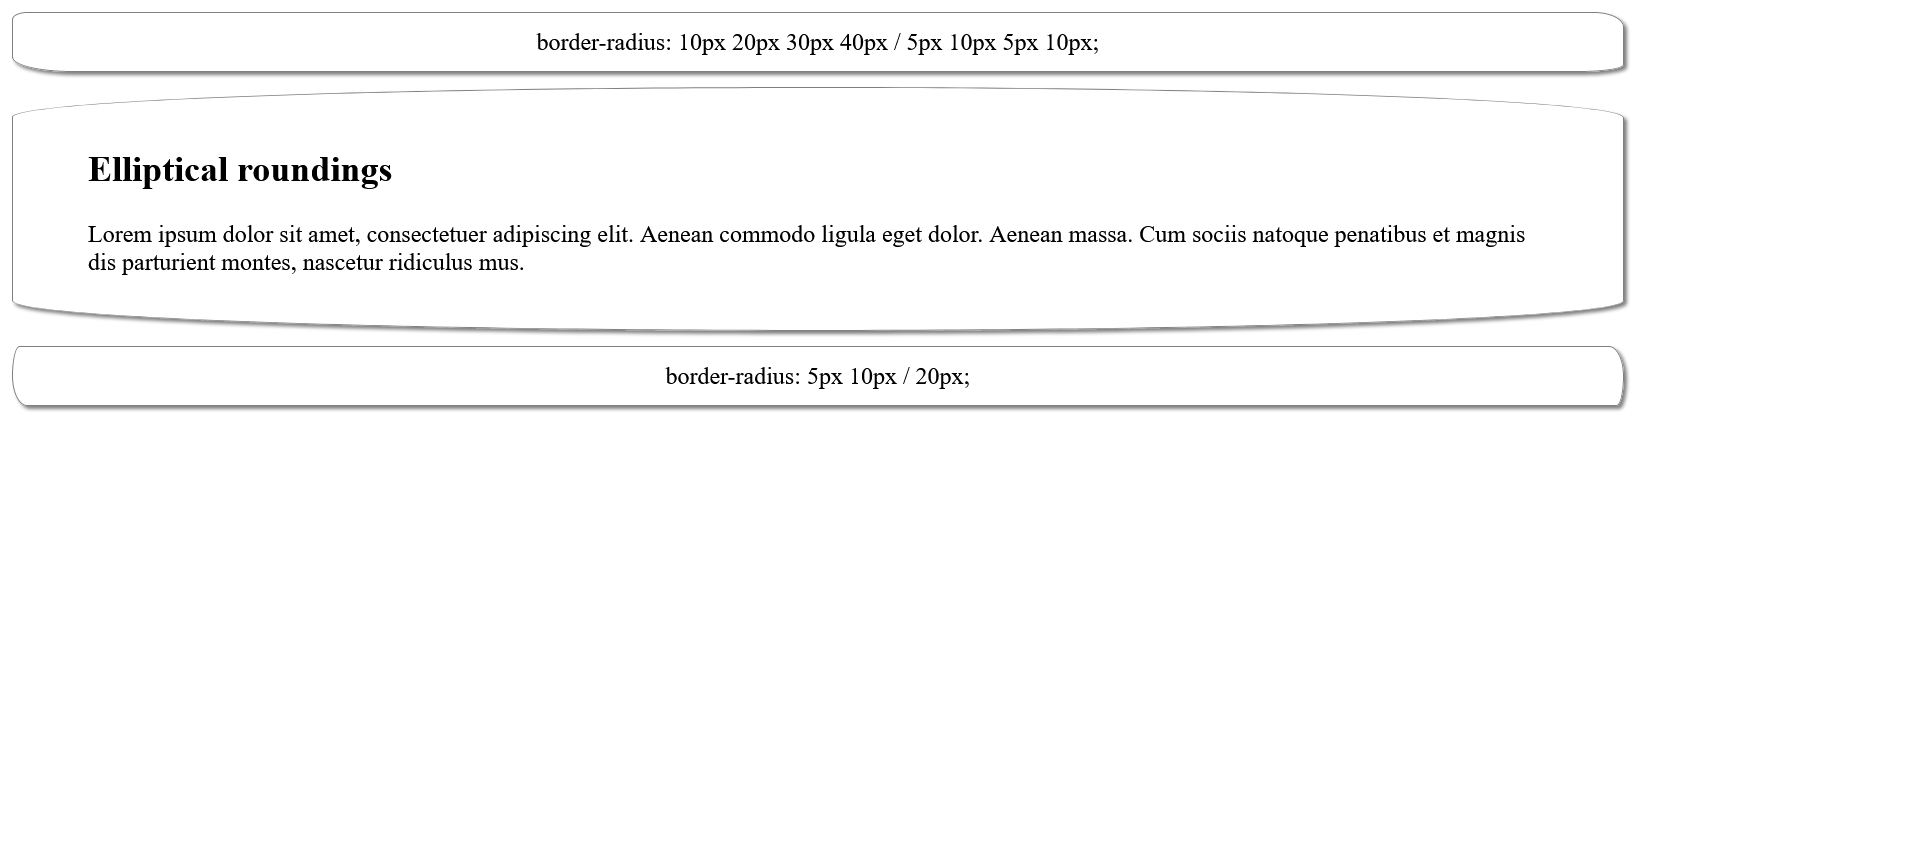 border-radius: 10px 20px 30px 40px / 5px 10px 5px 10px;
Elliptical roundings
Lorem ipsum dolor sit amet, consectetuer adipiscing elit. Aenean commodo ligula eget dolor. Aenean massa. Cum sociis natoque penatibus et magnis
dis parturient montes, nascetur ridiculus mus.
border-radius: 5px 10px / 20px;